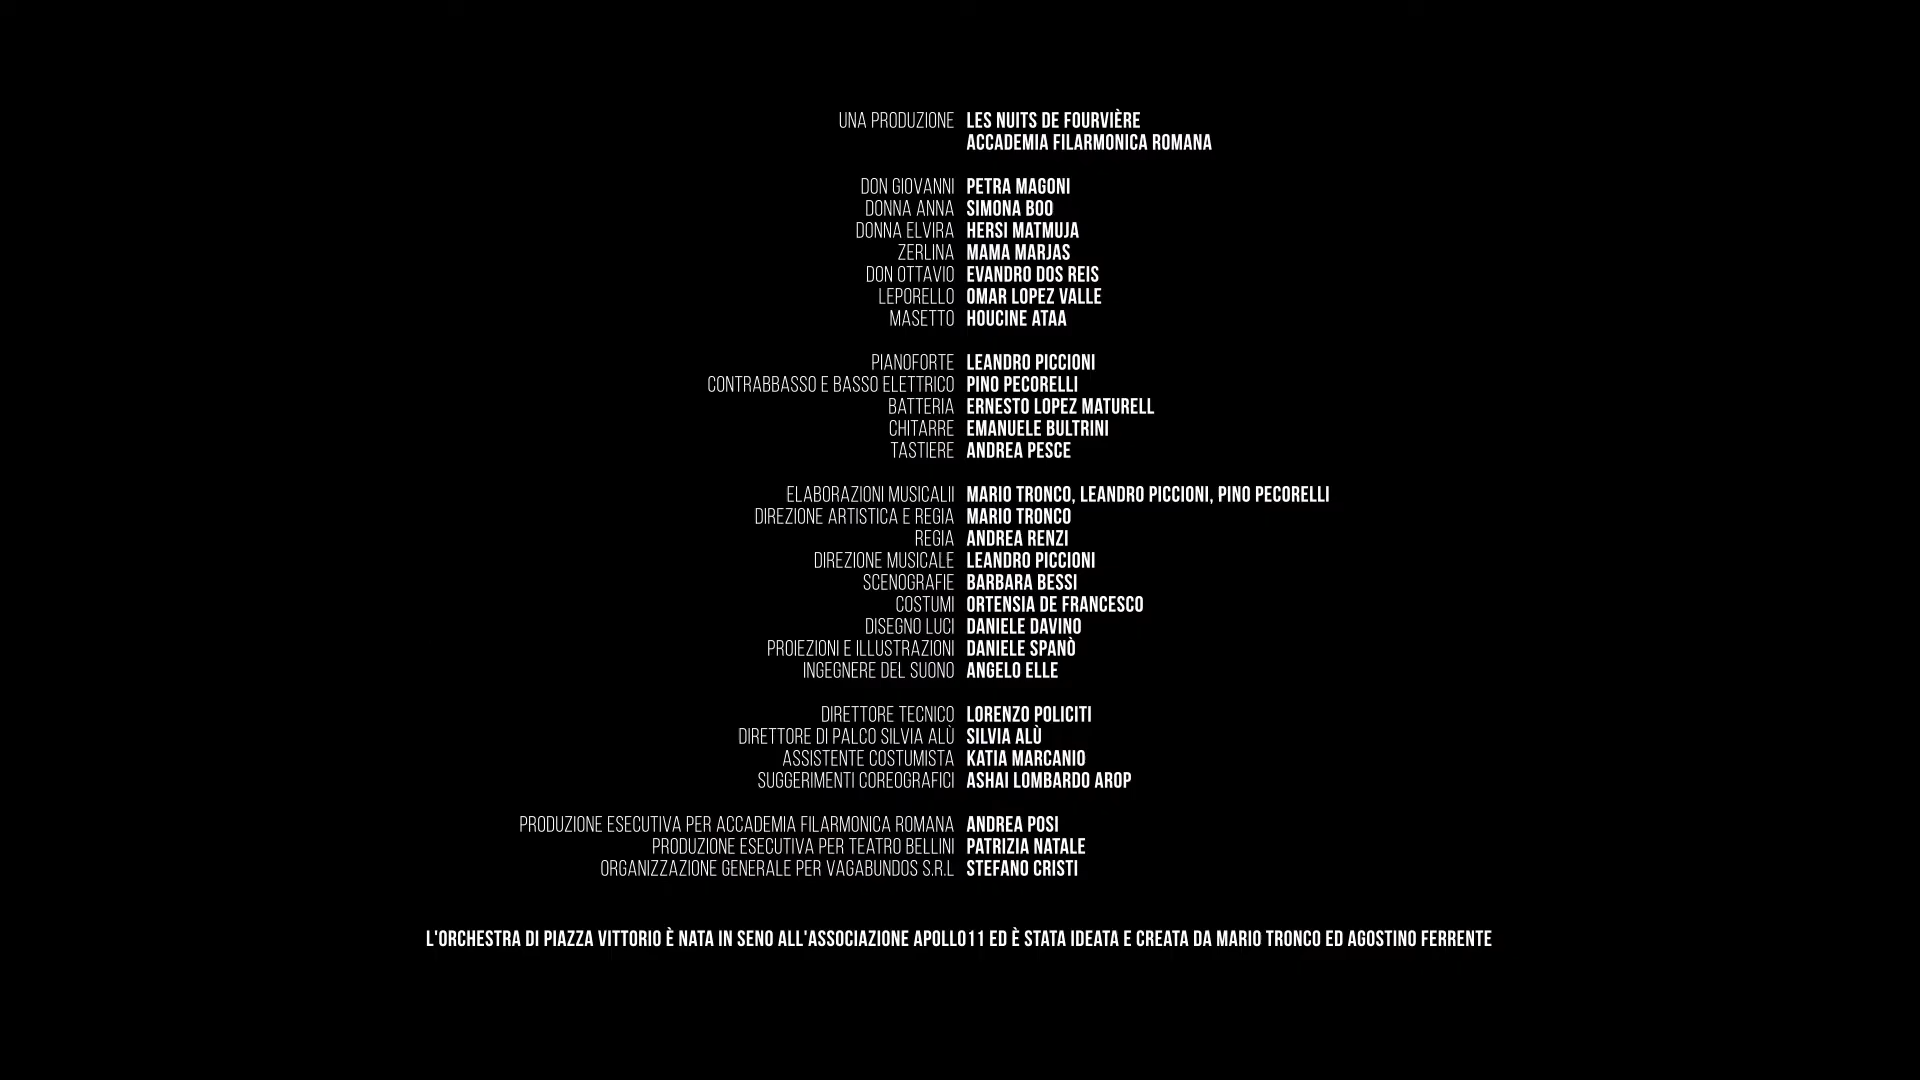 UNA PRODUZIONE LES NUITS DE FOURVIÈRE
ACCADEMIA FILARMONICA ROMANA
DON GIOVANNI PETRA MAGONI
DONNA ANNA SIMONA BOO
DONNA ELVIRA HERSI MATMUJA
ZERLINA MAMA MARJAS
DON OTTAVIO EVANDRO DOS REIS
LEPORELLO OMAR LOPEZ VALLE
MASETTO HOUCINE ATAA
PIANOFORTE LEANDRO PICCIONI
CONTRABBASSO E BASSO ELETTRICO PINO PECORELLI
BATTERIA ERNESTO LOPEZ MATURELL
CHITARRE EMANUELE BULTRINI
TASTIERE ANDREA PESCE
ELABORAZIONI MUSICALII MARIO TRONCO, LEANDRO PICCIONI, PINO PECORELLI
DIREZIONE ARTISTICA E REGIA MARIO TRONCO
REGIA ANDREA RENZI
DIREZIONE MUSICALE LEANDRO PICCIONI
SCENOGRAFIE BARBARA BESSI
COSTUMI ORTENSIA DE FRANCESCO
DISEGNO LUCI DANIELE DAVINO
PROIEZIONI E ILLUSTRAZIONI DANIELE SPANÒ
INGEGNERE DEL SUONO ANGELO ELLE
DIRETTORE TECNICO LORENZO POLICITI
DIRETTORE DI PALCO SILVIA ALÙ SILVIA ALÙ
ASSISTENTE COSTUMISTA KATIA MARCANIO
SUGGERIMENTI COREOGRAFICI ASHAI LOMBARDO AROP
PRODUZIONE ESECUTIVA PER ACCADEMIA FILARMONICA ROMANA ANDREA POSI
PRODUZIONE ESECUTIVA PER TEATRO BELLINI PATRIZIA NATALE
ORGANIZZAZIONE GENERALE PER VAGABUNDOS S.R.L STEFANO CRISTI
L'ORCHESTRA DI PIAZZA VITTORIO È NATA IN SENO ALL'ASSOCIAZIONE APOLLO11 ED È STATA IDEATA E CREATA DA MARIO TRONCO ED AGOSTINO FERRENTE